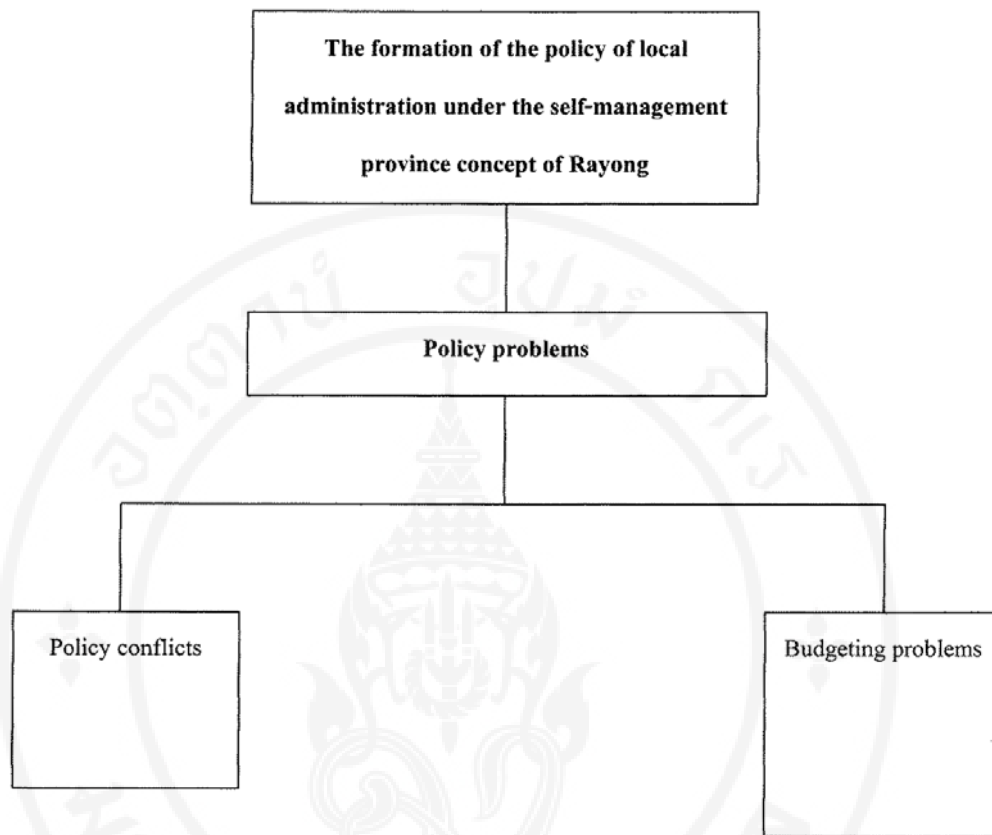 The formation of the policy of local
administration under the self-management
province concept of Rayong
Policy problems
Policy conflicts
Budgeting problems